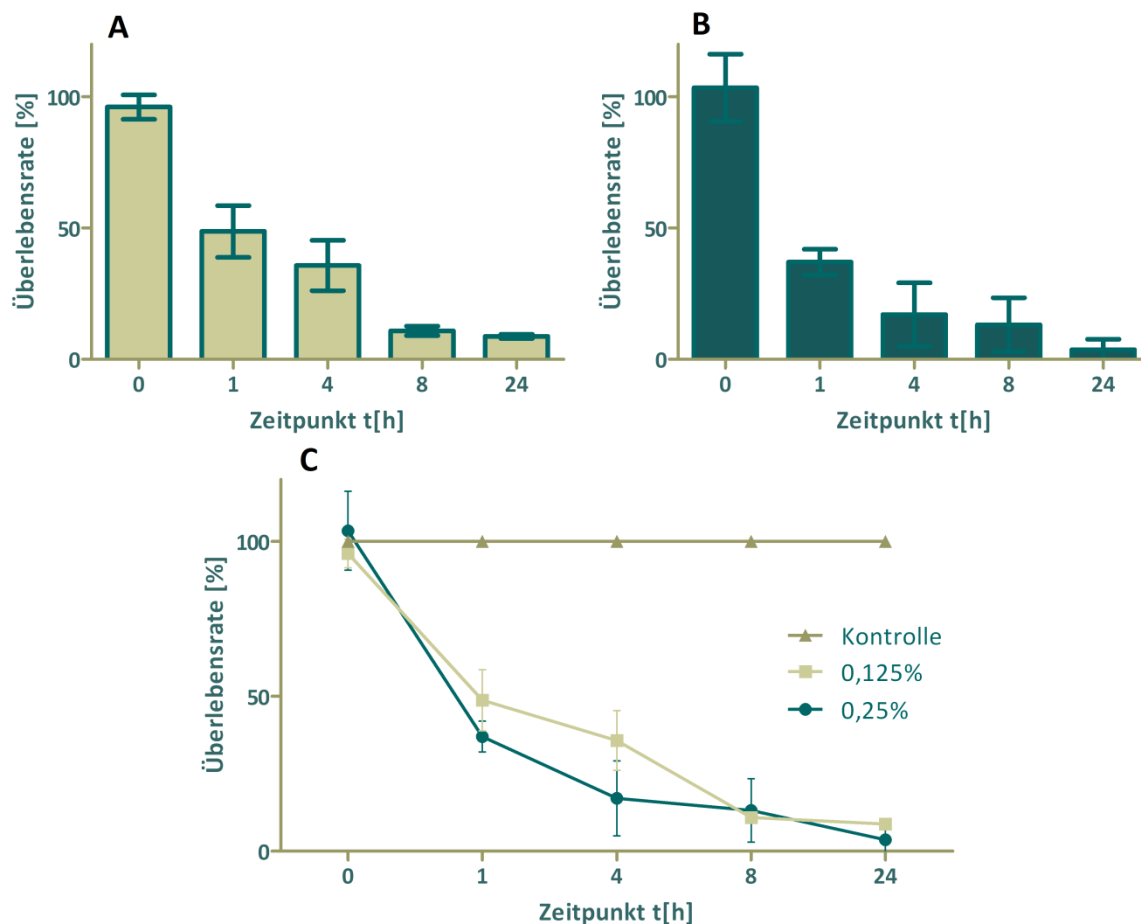 A
Überlebensrate [%]
100
50
0
0 1 4 8 24
Zeitpunkt t[h]
B
Überlebensrate [%]
100
50
0
0 1 4 8 24
Zeitpunkt t[h]
C
Überlebensrate [%]
100
50
0
Kontrolle
0,125%
0,25%
0 1 4 8 24
Zeitpunkt t[h]